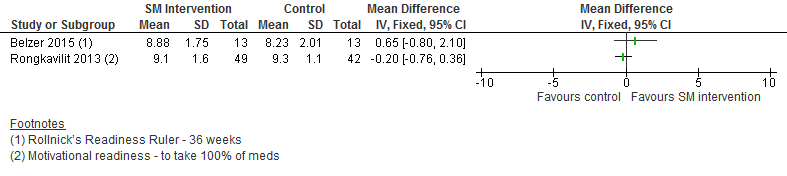 SM Intervention Control Mean Difference Mean Difference
Study or Subgroup Mean SD Total Mean SD Total IV, Fixed, 95% CI IV, Fixed, 95% CI
Belzer 2015 (1) 8.88 1.75 13 8.23 2.01 13 0.65 [-0.80, 2.10]
Rongkavilit 2013 (2) 9.1 1.6 49 9.3 1.1 42 -0.20 [-0.76, 0.36]
-10 -5 0 5 10
Favours control Favours SM intervention
Footnotes
(1) Rollnick's Readiness Ruler - 36 weeks
(2) Motivational readiness - to take 100% of meds